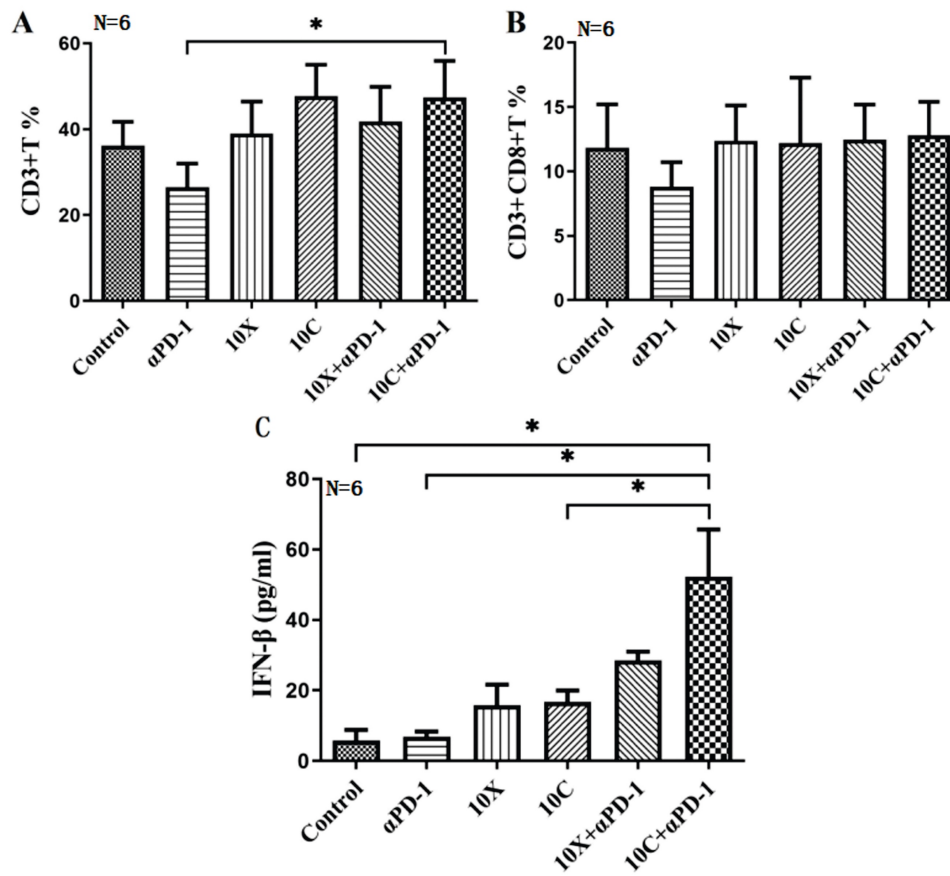 A
N=6
*
CD3+T %
60
40
20
0
Control
αPD-1
10X
10C
10X+αPD-1
10C+αPD-1
B
N=6
CD3+ CD8+T %
20
15
10
5
0
Control
αPD-1
10X
10C
10X+αPD-1
10C+αPD-1
C
*
*
*
N=6
IFN-β (pg/ml)
80
60
40
20
0
Control
αPD-1
10X
10C
10X+αPD-1
10C+αPD-1